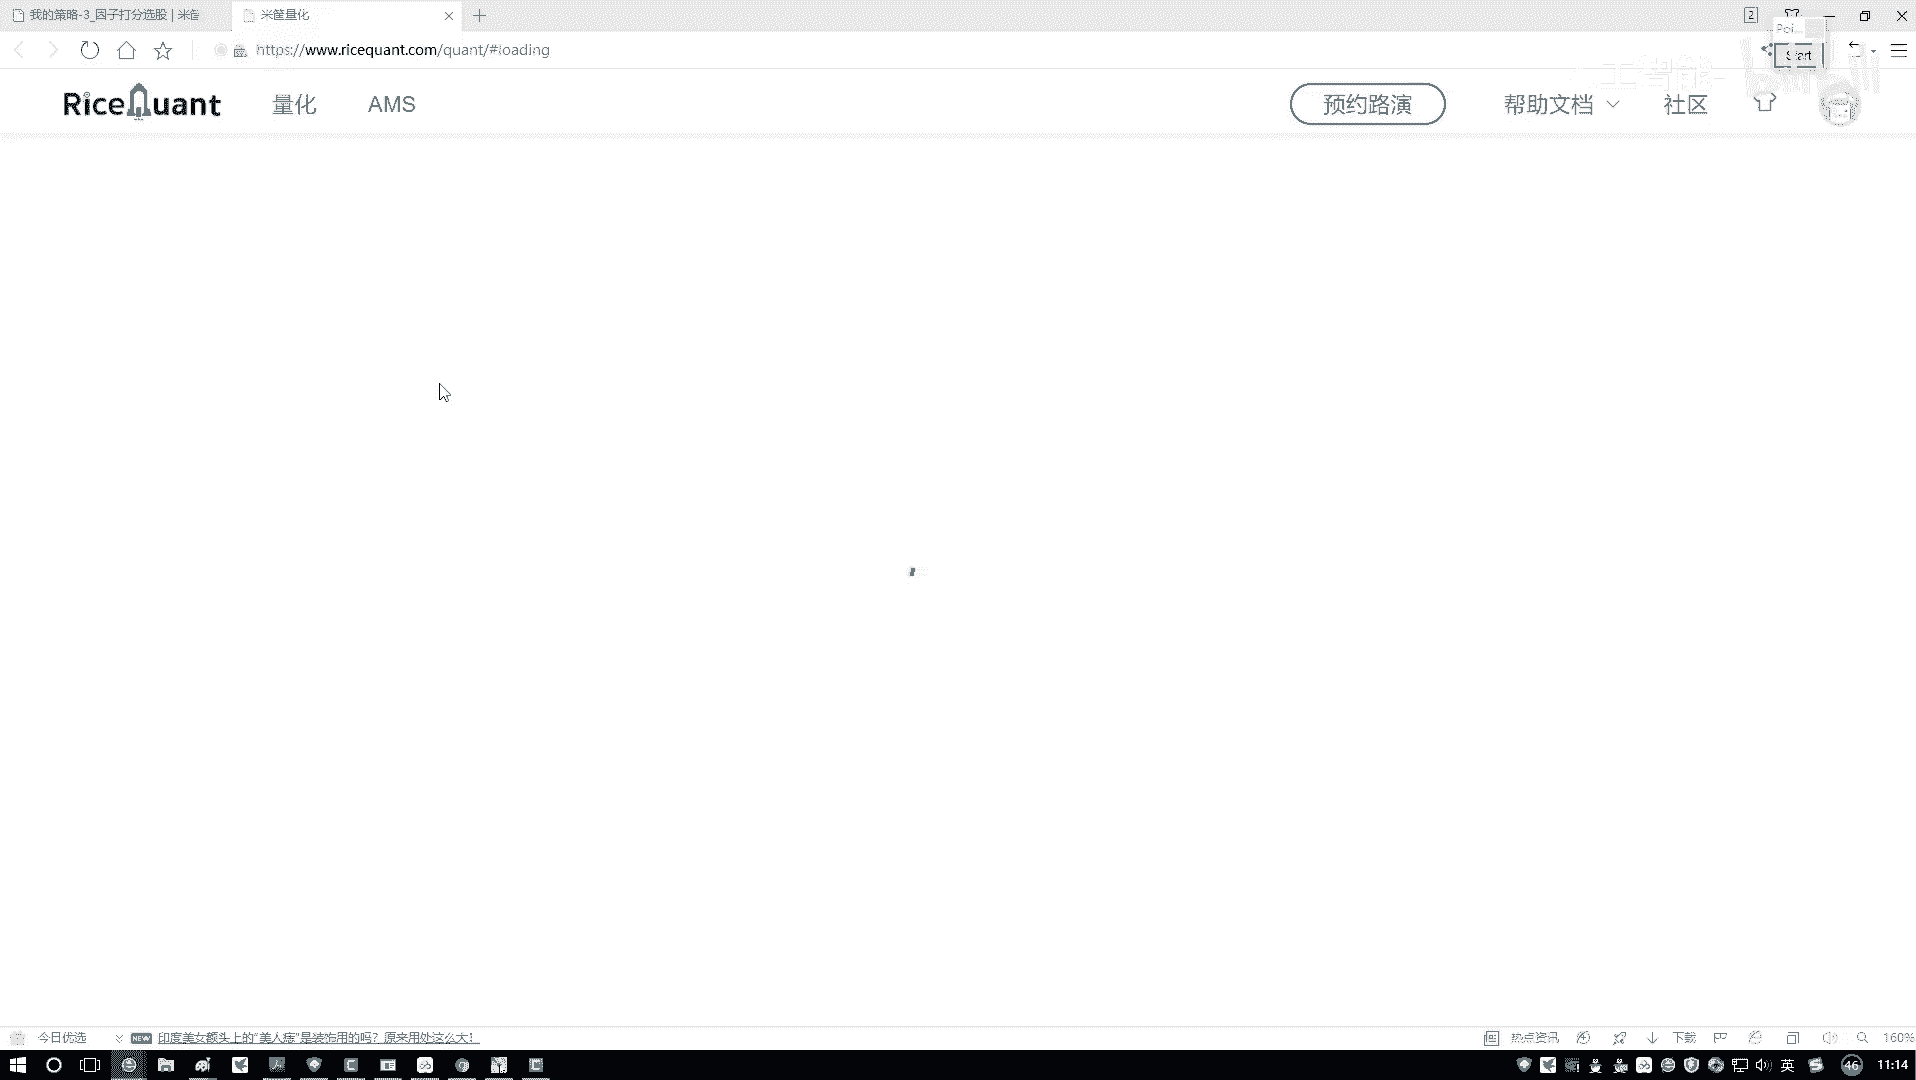 我的策略-3_因子打分选股 | 米筐
米筐量化
2
https://www.ricequant.com/quant/#loading
Start
RiceQuant
量化
AMS
预约路演
帮助文档
社区
今日优选
NEW
印度美女额头上的“美人痣”是装饰用的吗？原来用处这么大！
热点资讯
下载
160%
英
46
11:14